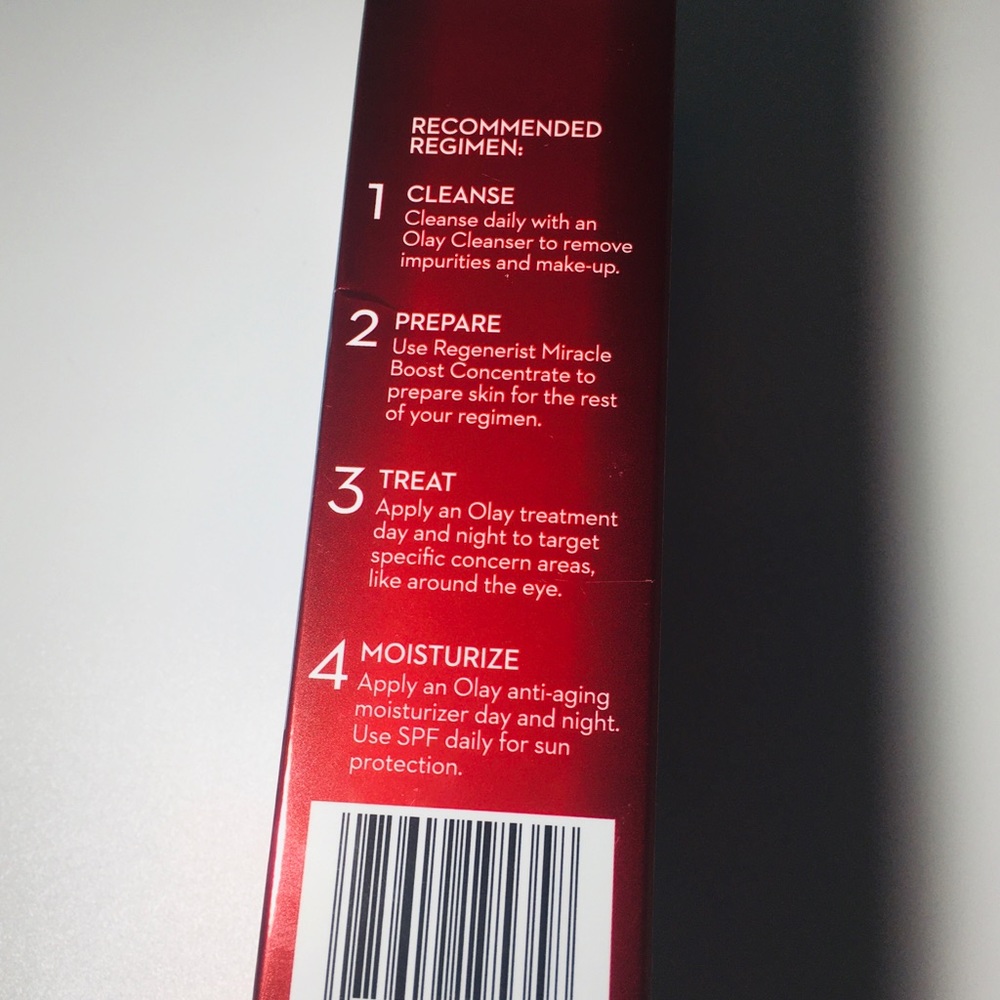 RECOMMENDED
REGIMEN:
1 CLEANSE
Cleanse daily with an
Olay Cleanser to remove
impurities and make-up.
2 PREPARE
Use Regenerist Miracle
Boost Concentrate to
prepare skin for the rest
of your regimen.
3 TREAT
Apply an Olay treatment
day and night to target
specific concern areas,
like around the eye.
4 MOISTURIZE
Apply an Olay anti-aging
moisturizer day and night.
Use SPF daily for sun
protection.